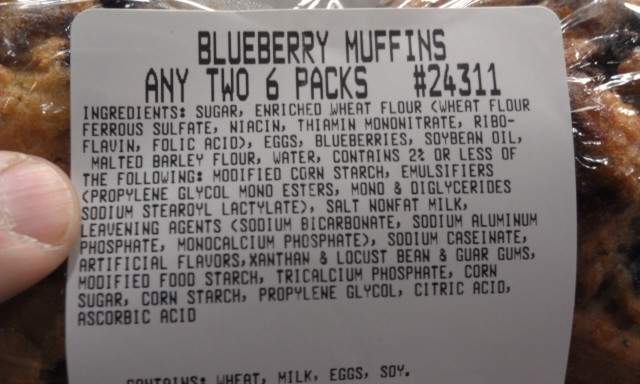 BLUEBERRY MUFFINS
ANY TWO 6 PACKS #24311
INGREDIENTS: SUGAR, ENRICHED WHEAT FLOUR (WHEAT FLOUR
FERROUS SULFATE, NIACIN, THIAMIN MONONITRATE, RIBO-
FLAVIN, FOLIC ACID), EGGS, BLUEBERRIES, SOYBEAN OIL,
MALTED BARLEY FLOUR, WATER, CONTAINS 2% OR LESS OF
THE FOLLOWING: MODIFIED CORN STARCH, EMULSIFIERS
(PROPYLENE GLYCOL MONO ESTERS, MONO & DIGLYCERIDES
SODIUM STEAROYL LACTYLATE), SALT NONFAT MILK,
LEAVENING AGENTS (SODIUM BICARBONATE, SODIUM ALUMINUM
PHOSPHATE, MONOCALCIUM PHOSPHATE), SODIUM CASEINATE,
ARTIFICIAL FLAVORS, XANTHAN & LOCUST BEAN & GUAR GUMS,
MODIFIED FOOD STARCH, TRICALCIUM PHOSPHATE, CORN
SUGAR, CORN STARCH, PROPYLENE GLYCOL, CITRIC ACID,
ASCORBIC ACID
CONTAINS: WHEAT, MILK, EGGS, SOY.